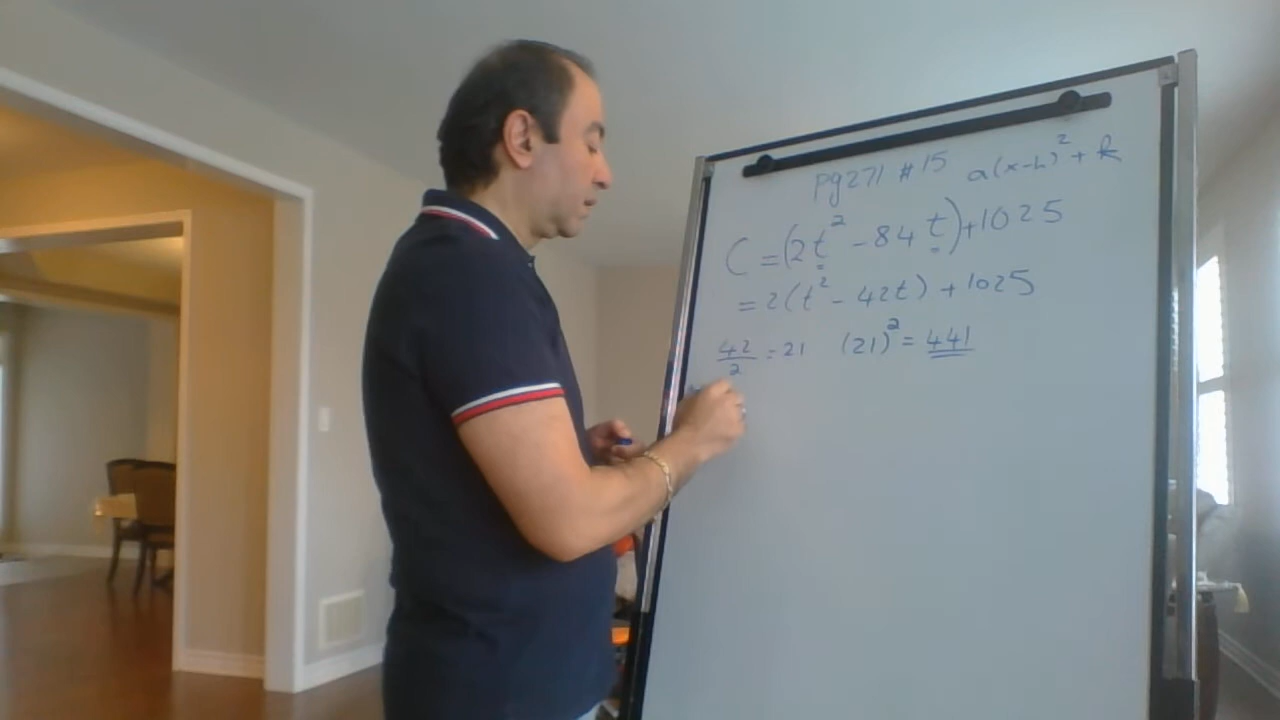 pg271 #15 a(x-h)² + k
C = (2t² - 84t) + 1025
= 2(t² - 42t) + 1025
42/2 = 21 (21)² = 441